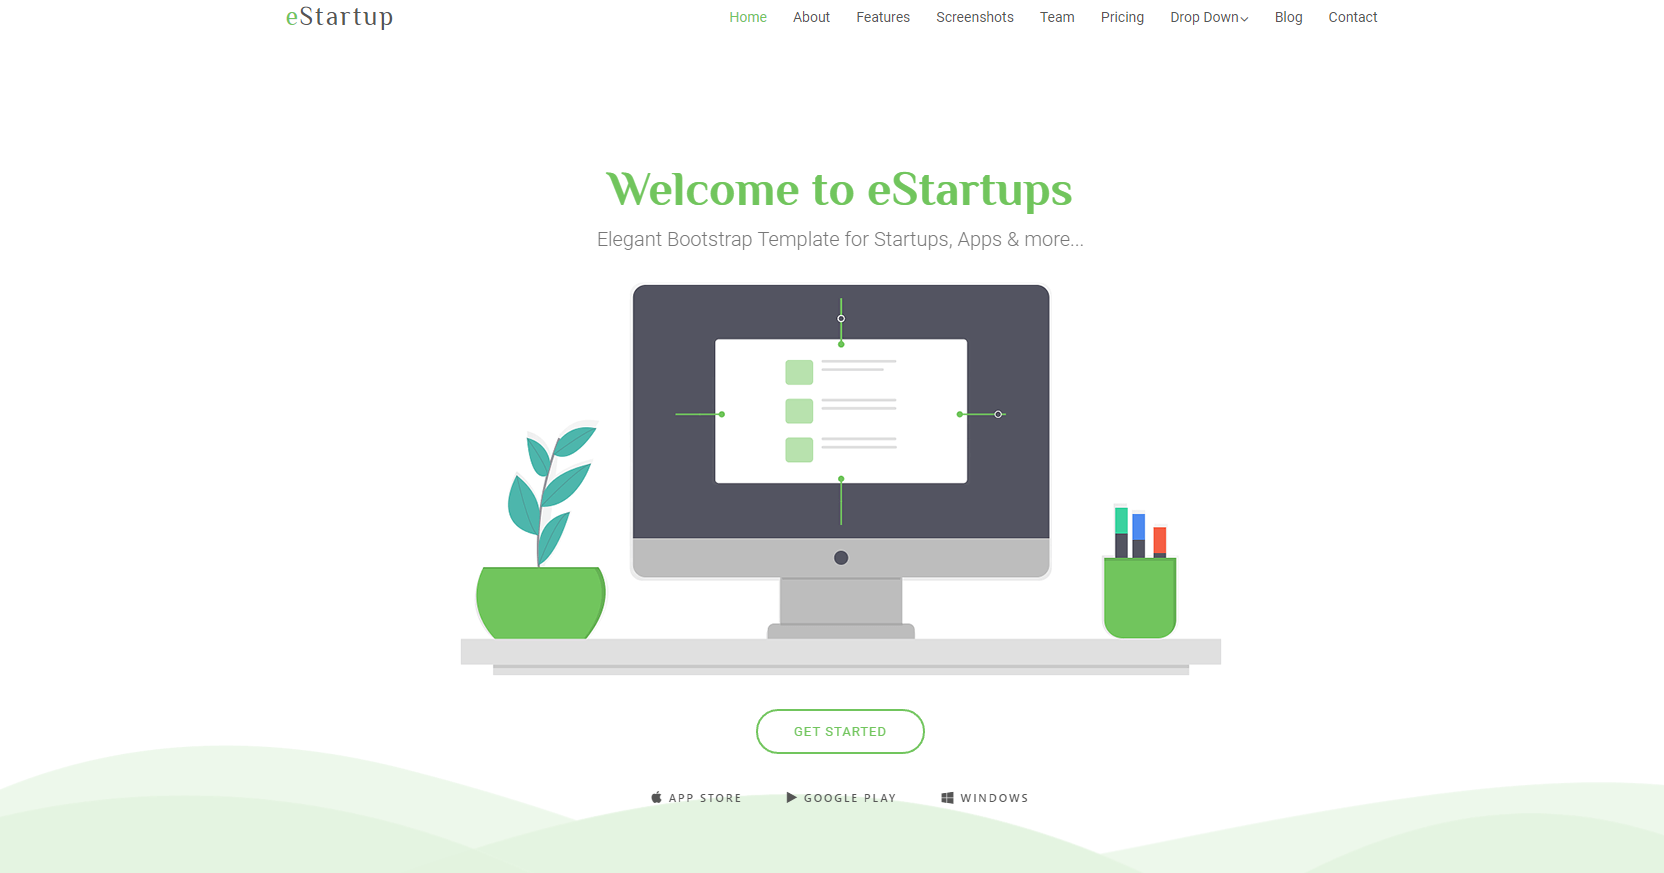 eStartup
Home About Features Screenshots Team Pricing Drop Down Blog Contact
Welcome to eStartups
Elegant Bootstrap Template for Startups, Apps & more...
GET STARTED
APP STORE GOOGLE PLAY WINDOWS